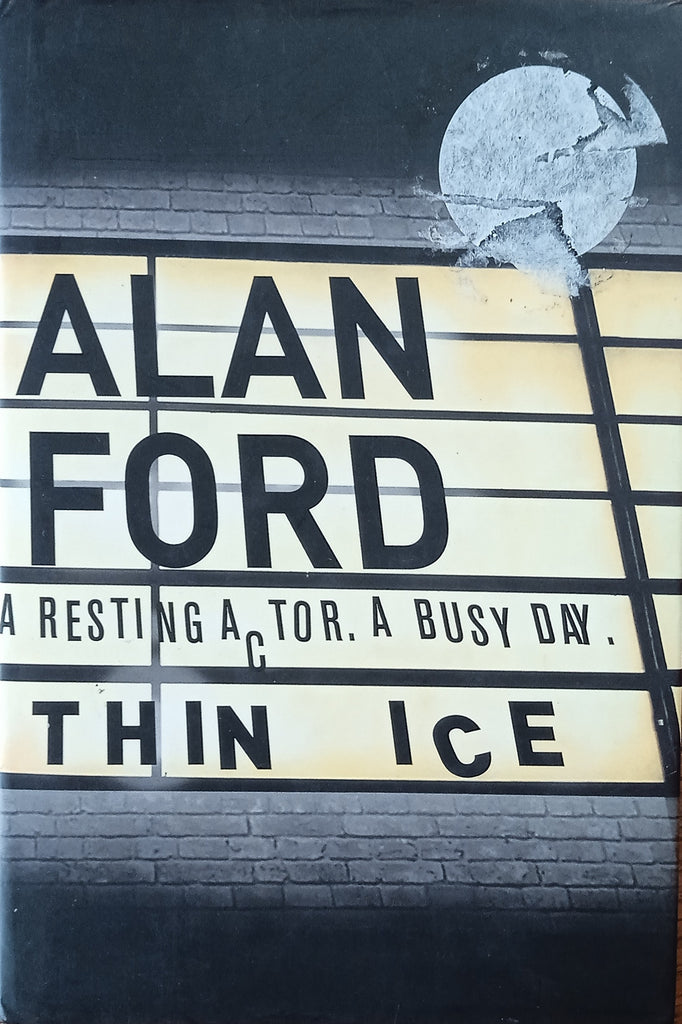 ALAN
FORD
A RESTING ACTOR. A BUSY DAY.
THIN ICE